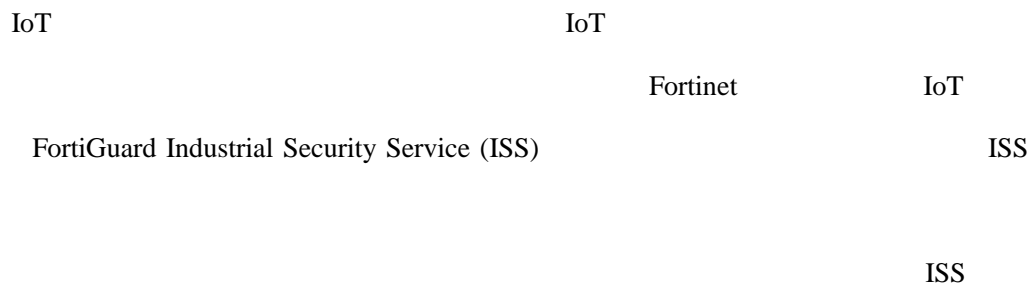 IoT IoT
Fortinet IoT
FortiGuard Industrial Security Service (ISS) ISS
ISS